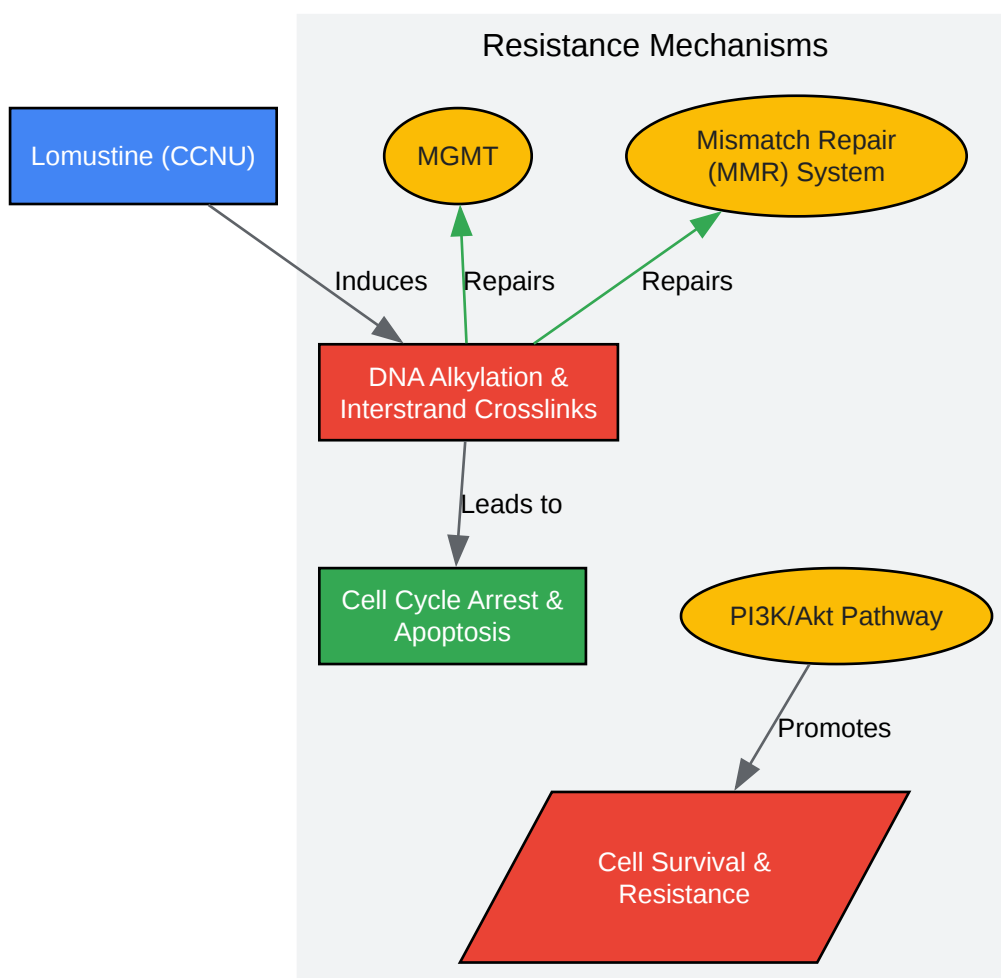 Resistance Mechanisms
Lomustine (CCNU)
MGMT
Mismatch Repair
(MMR) System
Induces
Repairs
Repairs
DNA Alkylation &
Interstrand Crosslinks
Leads to
Cell Cycle Arrest &
Apoptosis
PI3K/Akt Pathway
Promotes
Cell Survival &
Resistance